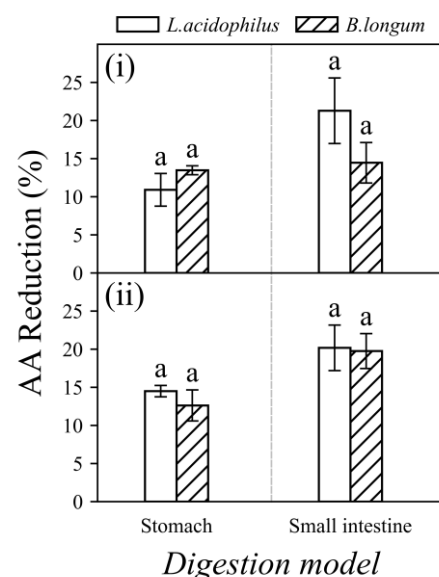 L.acidophilus B.longum
(i)
a a a a
25
20
15
10
5
0
AA Reduction (%)
(ii)
a a a a
25
20
15
10
5
0
Stomach Small intestine
Digestion model